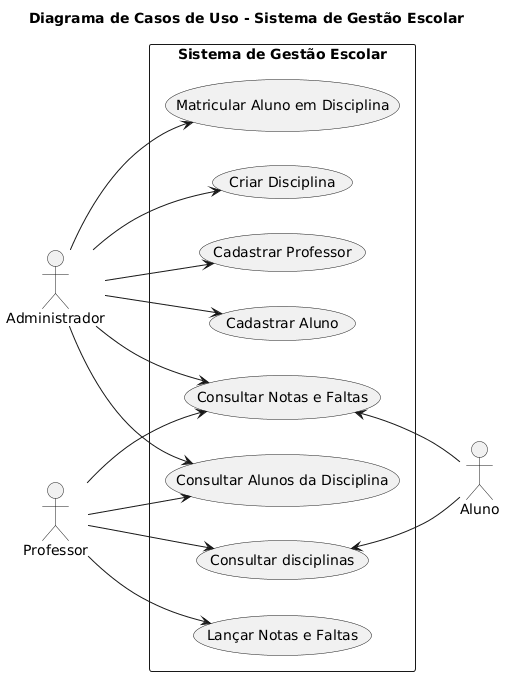 Diagrama de Casos de Uso - Sistema de Gestão Escolar
Sistema de Gestão Escolar
Matricular Aluno em Disciplina
Criar Disciplina
Cadastrar Professor
Administrador
Cadastrar Aluno
Consultar Notas e Faltas
Consultar Alunos da Disciplina
Aluno
Professor
Consultar disciplinas
Lançar Notas e Faltas